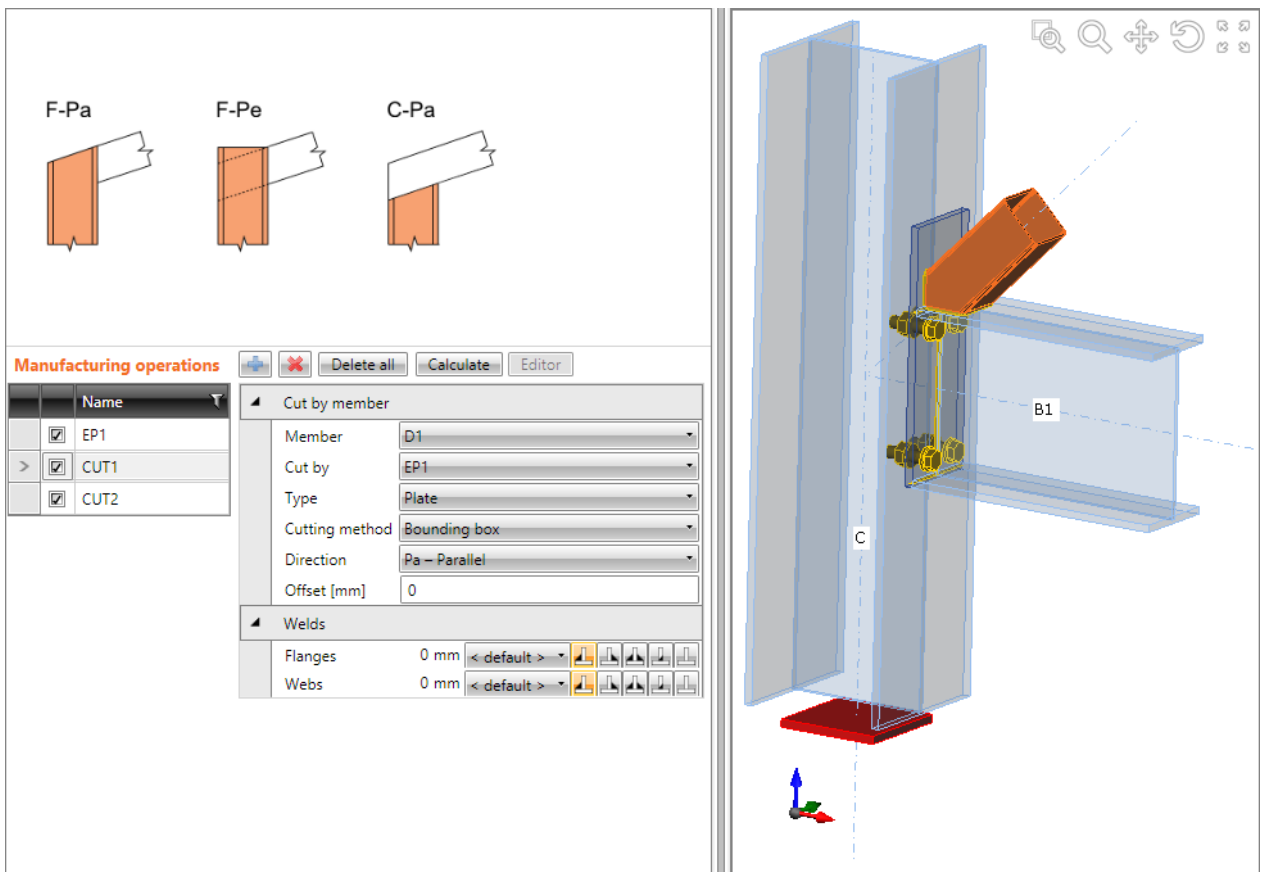 F-Pa F-Pe C-Pa
Manufacturing operations
Delete all Calculate Editor
Name
EP1
CUT1
CUT2
Cut by member
Member D1
Cut by EP1
Type Plate
Cutting method Bounding box
Direction Pa – Parallel
Offset [mm] 0
Welds
Flanges 0 mm < default >
Webs 0 mm < default >
B1
C